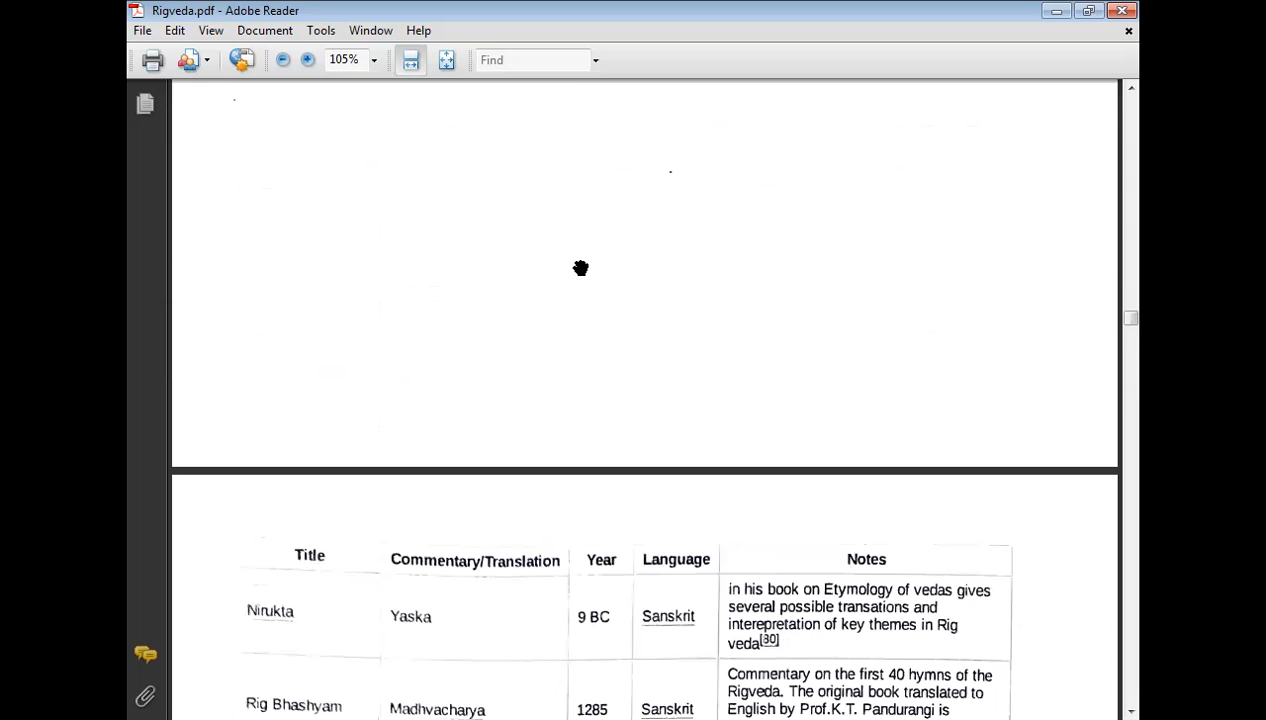 Rigveda.pdf - Adobe Reader
File Edit View Document Tools Window Help
105% Find
Title Commentary/Translation Year Language Notes
Nirukta Yaska 9 BC Sanskrit
in his book on Etymology of vedas gives
several possible transations and
interepretation of key themes in Rig
veda[30]
Rig Bhashyam Madhvacharya 1285 Sanskrit
Commentary on the first 40 hymns of the
Rigveda. The original book translated to
English by Prof.K.T. Pandurangi is